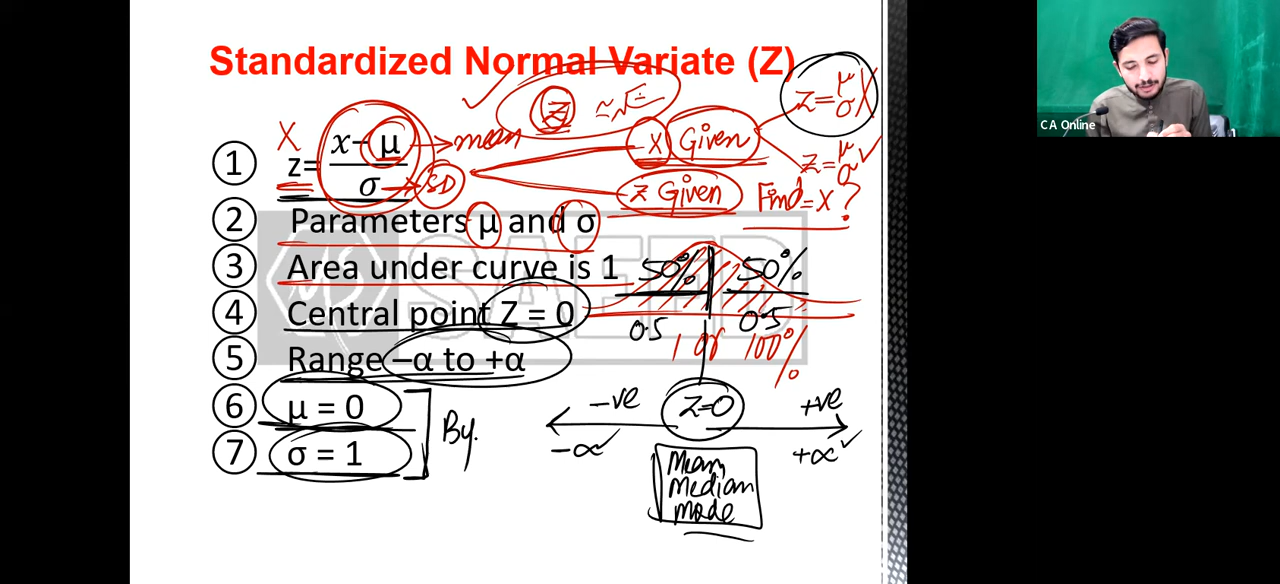 Standardized Normal Variate (Z)
① z= x−μ / σ
X
mean
SD
Z ≈
X Given
Z = μ σ X
Z = μ σ ✓
Z Given Find = X ?
② Parameters μ and σ
③ Area under curve is 1
50% 50%
④ Central point Z = 0
0.5 0.5
1 or 100%
⑤ Range −α to +α
⑥ μ = 0
⑦ σ = 1
By.
−ve Z=0 +ve
−∝ +∝
Mean,
Median
mode
SAEED
C A Online